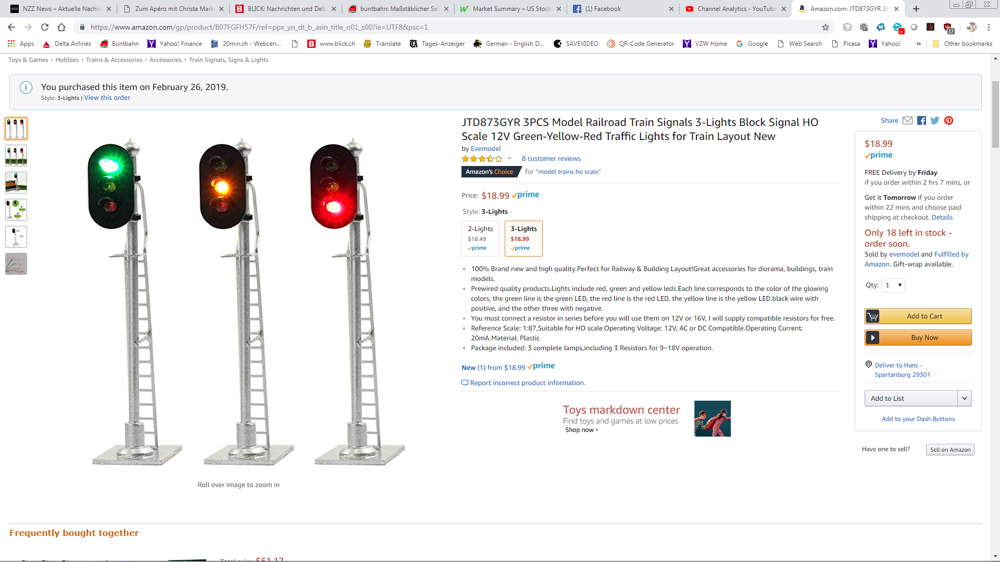 NZZ News – Aktuelle Nachri
Zum Apéro mit Christa Mark
BLICK: Nachrichten und Deb
buntbahn: Maßstäblicher Sel
Market Summary – US Stock
(1) Facebook
Channel Analytics - YouTube
Amazon.com: JTD873GYR 3P
https://www.amazon.com/gp/product/B07FGFH57F/ref=ppx_yo_dt_b_asin_title_o01_s00?ie=UTF8&psc=1
17
Apps
Delta Airlines
Buntbahn
Yahoo! Finance
20min.ch - Webcen...
www.blick.ch
Translate
Tages-Anzeiger
German - English D...
SAVEVIDEO
QR-Code Generator
VZW Home
Google
Web Search
Picasa
Yahoo!
»
Other bookmarks
Toys & Games › Hobbies › Trains & Accessories › Accessories › Train Signals, Signs & Lights
You purchased this item on February 26, 2019.
Style: 3-Lights | View this order
JTD873GYR 3PCS Model Railroad Train Signals 3-Lights Block Signal HO
Scale 12V Green-Yellow-Red Traffic Lights for Train Layout New
by Evemodel
8 customer reviews
Amazon's Choice for "model trains ho scale"
Price: $18.99 prime
Style: 3-Lights
2-Lights
$18.49
prime
3-Lights
$18.99
prime
• 100% Brand new and high quality.Perfect for Railway & Building Layout!Great accessories for diorama, buildings, train
models.
• Prewired quality products.Lights include red, green and yellow leds.Each line corresponds to the color of the glowing
colors, the green line is the green LED, the red line is the red LED, the yellow line is the yellow LED.black wire with
positive, and the other three with negative.
• You must connect a resistor in series before you will use them on 12V or 16V, I will supply compatible resistors for free.
• Reference Scale: 1:87,Suitable for HO scale.Operating Voltage: 12V, AC or DC Compatible.Operating Current:
20mA.Material: Plastic
• Package included: 3 complete lamps,including 3 Resistors for 9~18V operation.
New (1) from $18.99 prime
Report incorrect product information.
Toys markdown center
Find toys and games at low prices
Shop now ›
Share
$18.99
prime
FREE Delivery by Friday
if you order within 2 hrs 7 mins, or
Get it Tomorrow if you order
within 22 mins and choose paid
shipping at checkout. Details
Only 18 left in stock -
order soon.
Sold by evemodel and Fulfilled by
Amazon. Gift-wrap available.
Qty: 1
Add to Cart
Buy Now
Deliver to Hans -
Spartanburg 29301
Add to List
Add to your Dash Buttons
Have one to sell?
Sell on Amazon
Roll over image to zoom in
Frequently bought together
Total price: $51.17